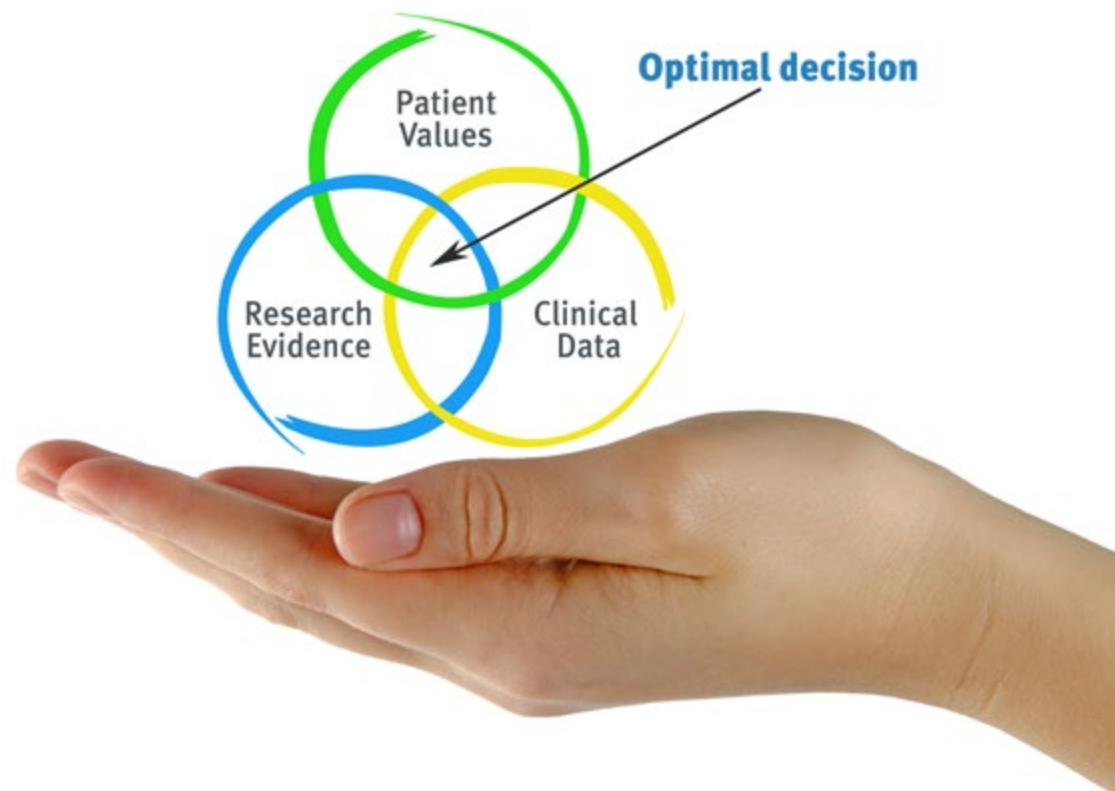 Optimal decision
Patient
Values
Research
Evidence
Clinical
Data